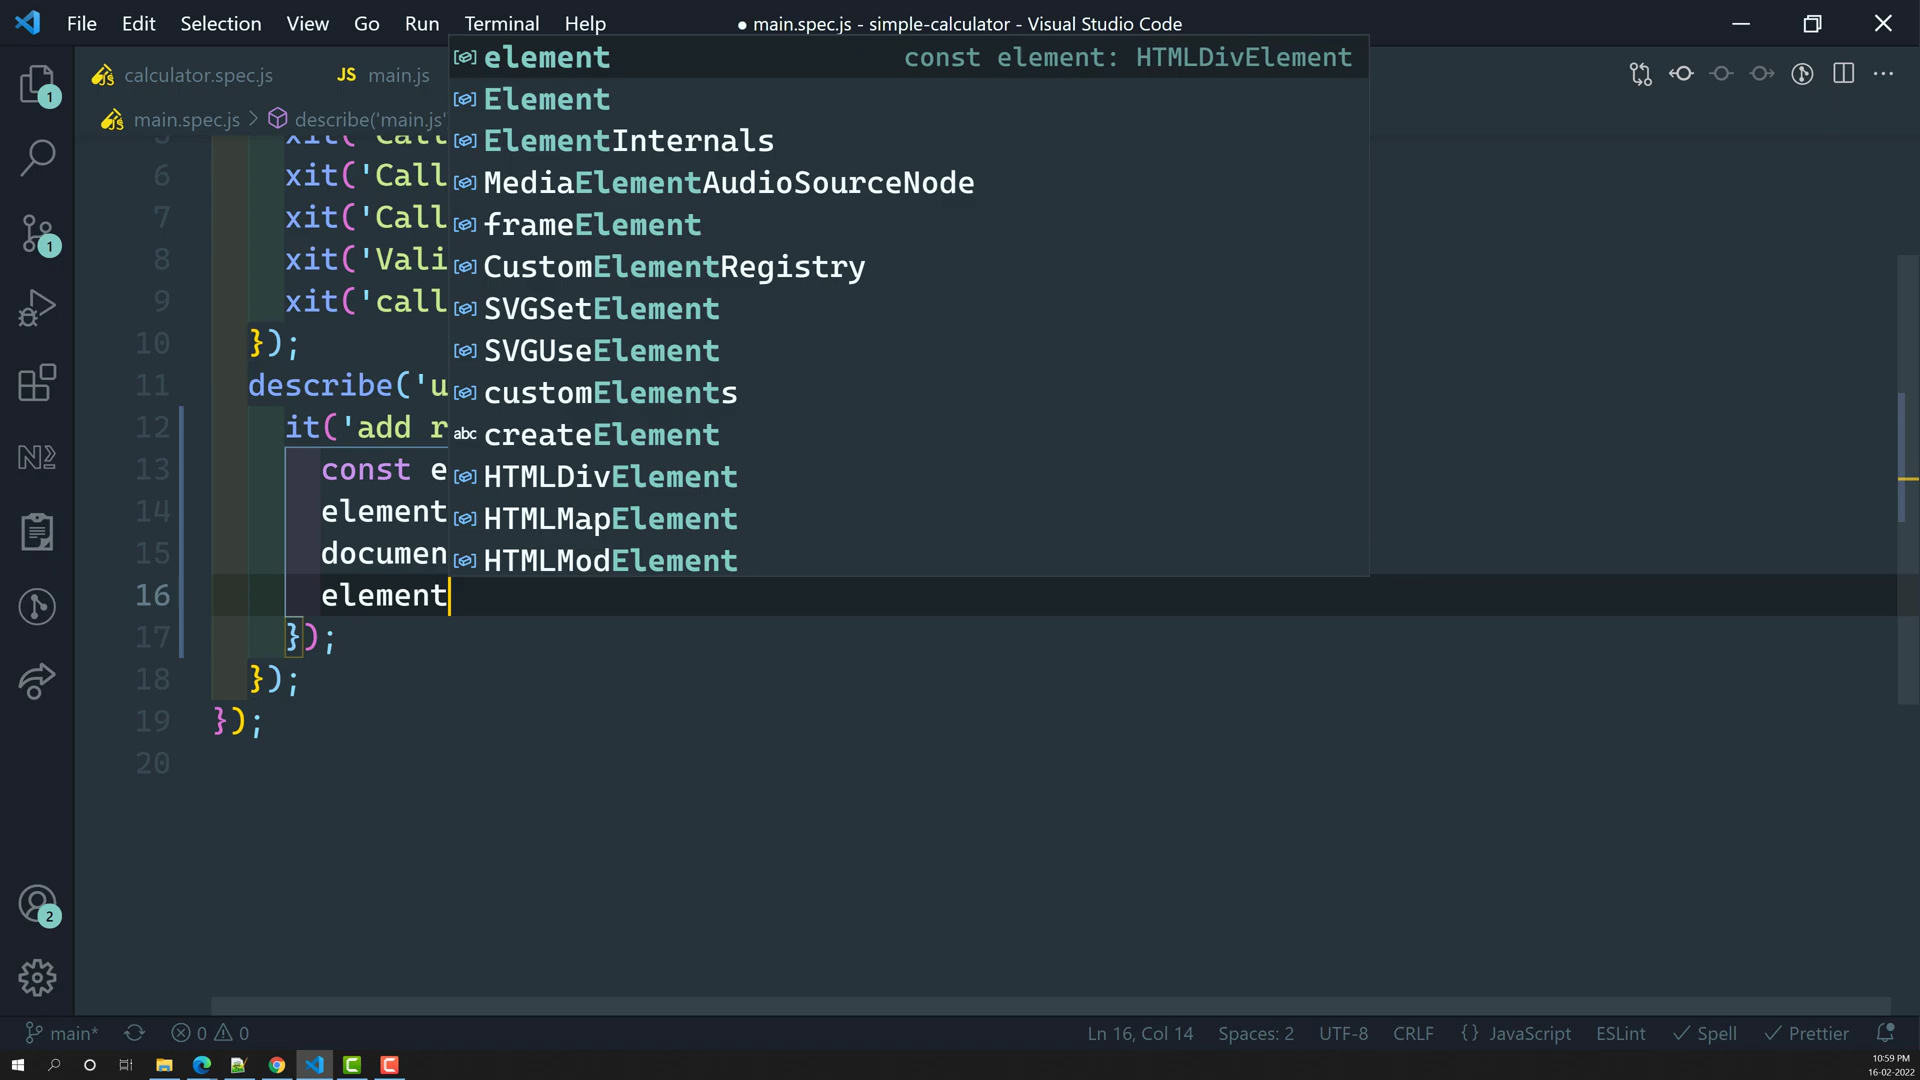 File Edit Selection View Go Run Terminal Help ● main.spec.js - simple-calculator - Visual Studio Code
calculator.spec.js JS main.js
main.spec.js > describe('main.js'
element const element: HTMLDivElement
Element
ElementInternals
MediaElementAudioSourceNode
frameElement
CustomElementRegistry
SVGSetElement
SVGUseElement
customElements
abc createElement
HTMLDivElement
HTMLMapElement
HTMLModElement
xit('Call
6 xit('Call
7 xit('Call
8 xit('Vali
9 xit('call
10 });
11 describe('u
12 it('add r
13 const e
14 element
15 documen
16 element
17 });
18 });
19 });
20
1
1
2
main* 0 0 Ln 16, Col 14 Spaces: 2 UTF-8 CRLF {} JavaScript ESLint Spell Prettier
10:59 PM
16-02-2022